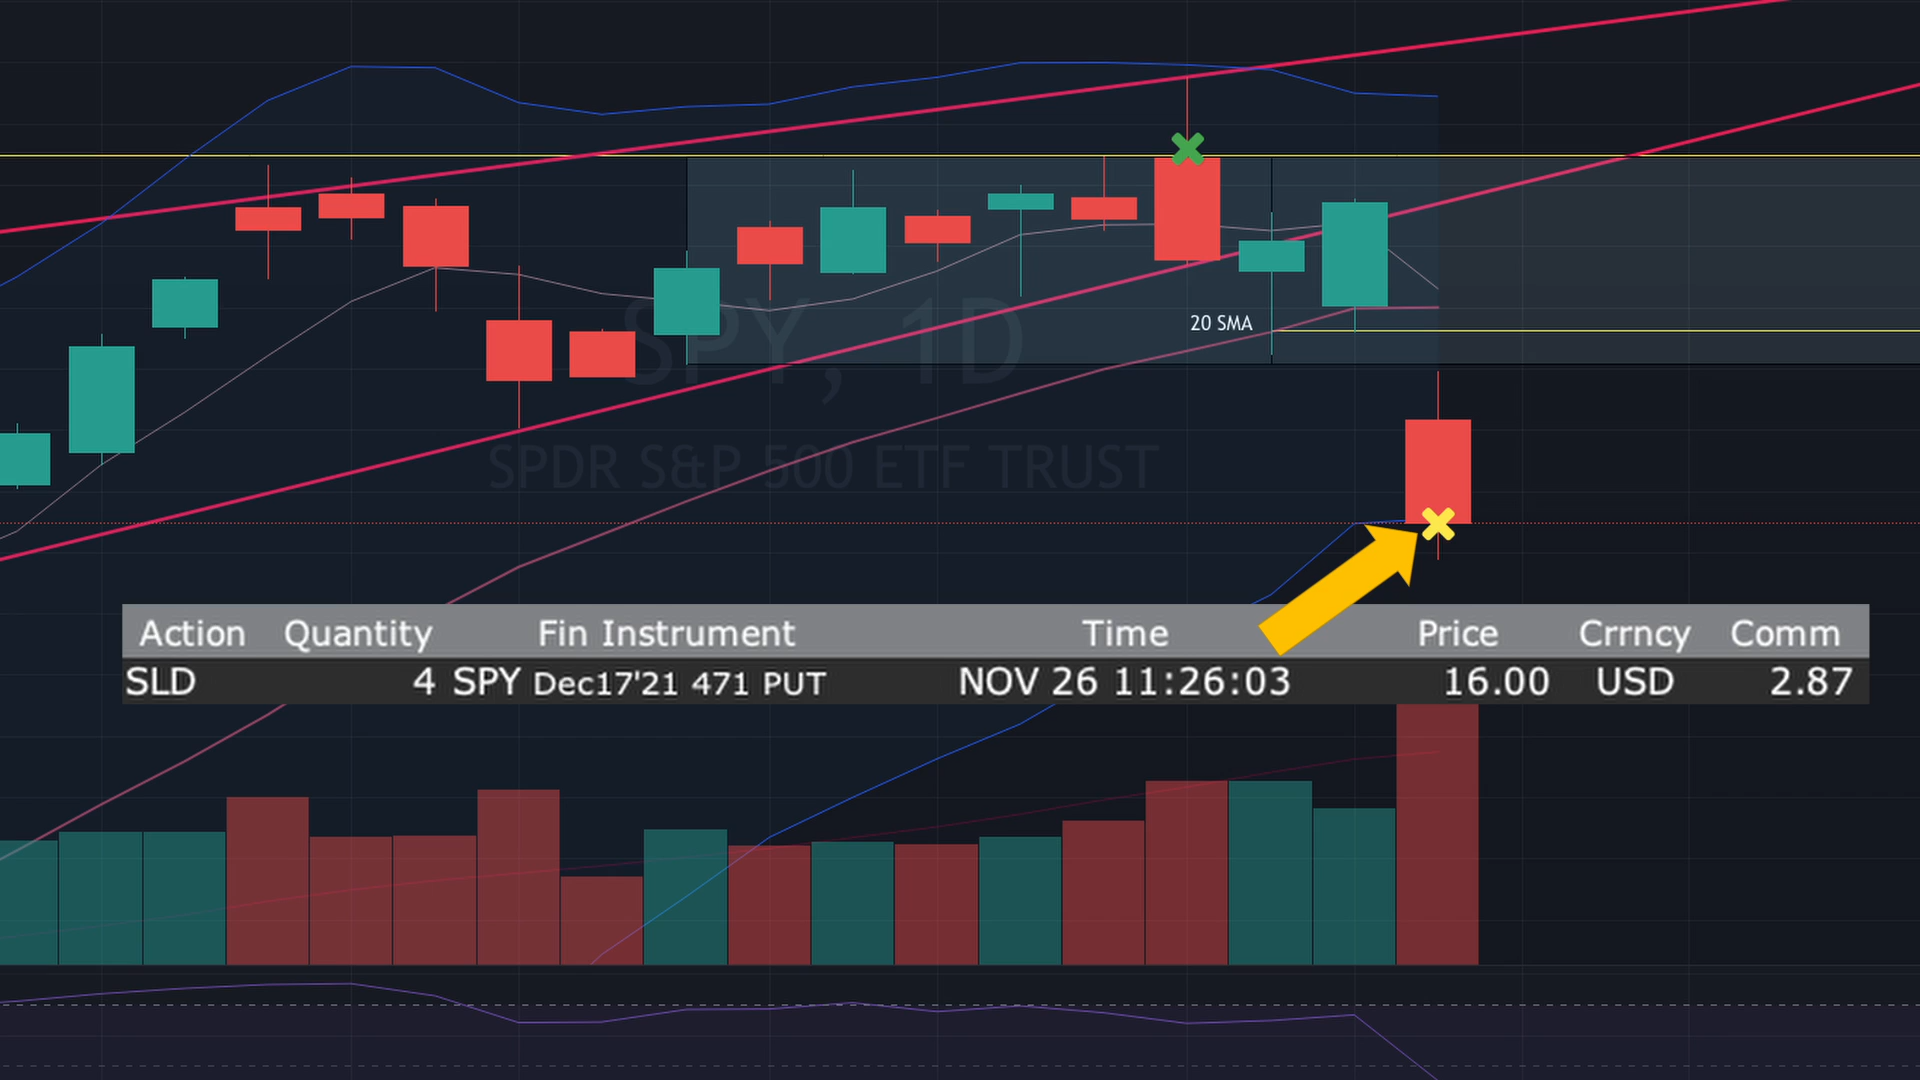 20 SMA
SPY, 1D
SPDR S&P 500 ETF TRUST
Action Quantity Fin Instrument Time Price Crrncy Comm
SLD 4 SPY Dec17'21 471 PUT NOV 26 11:26:03 16.00 USD 2.87